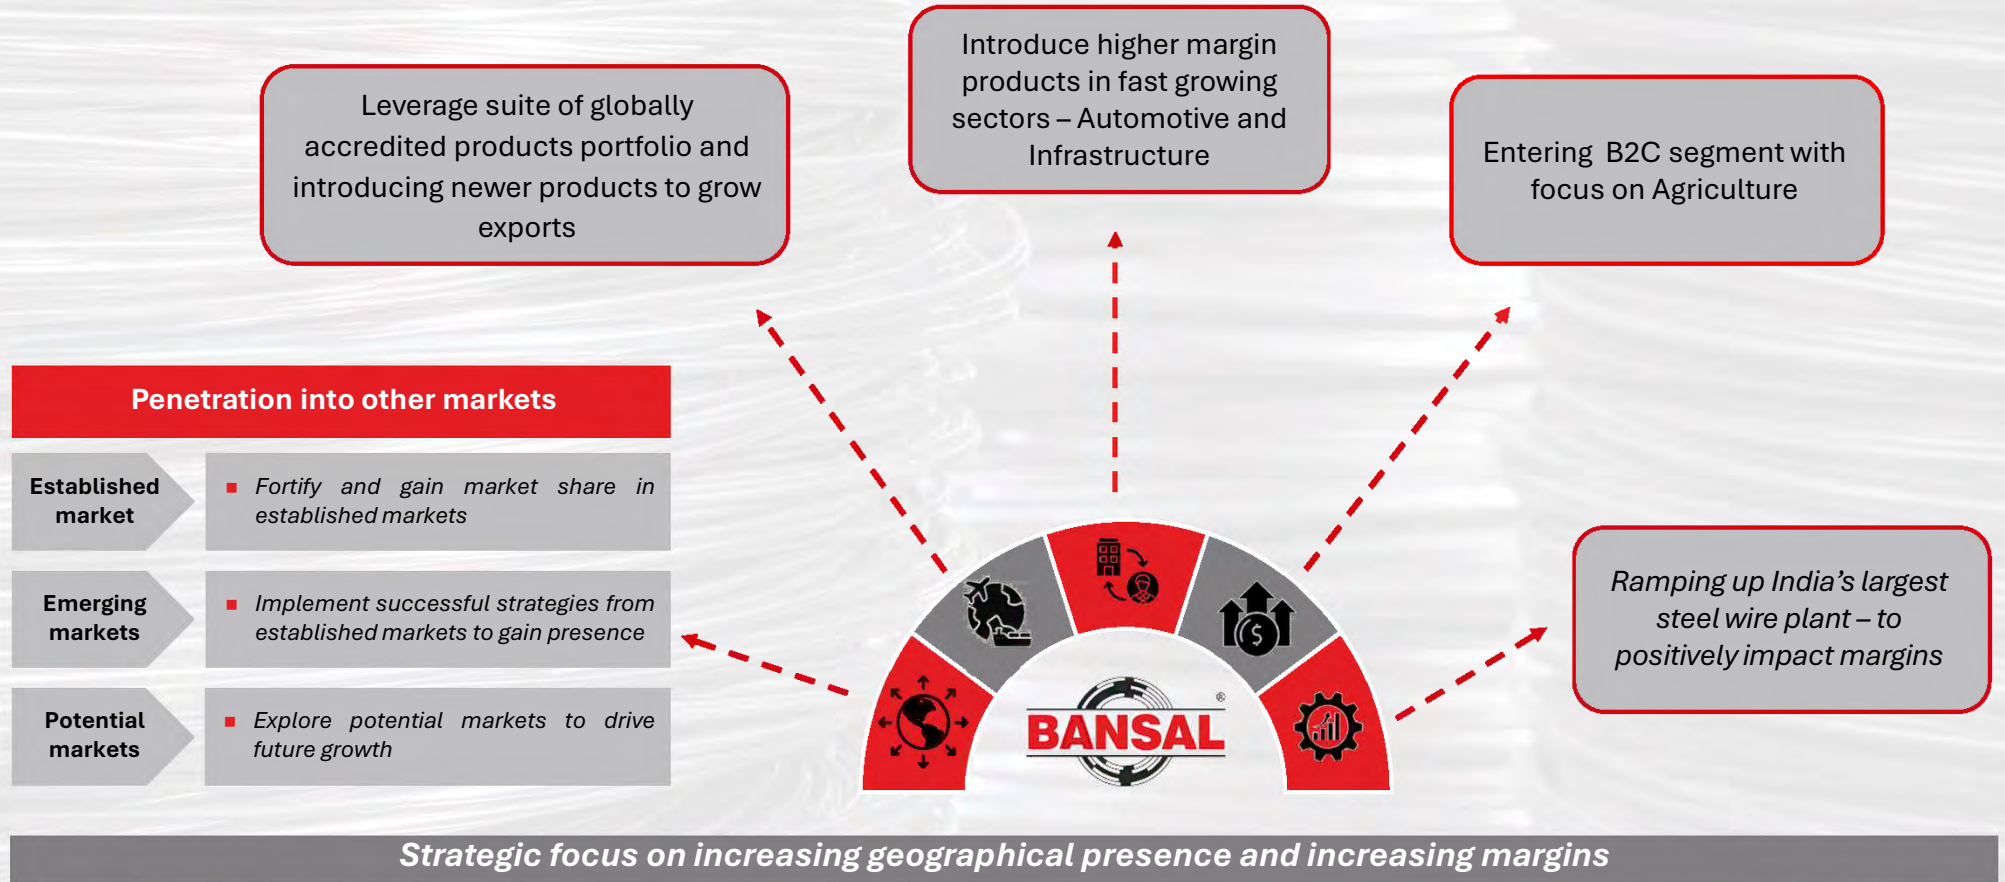 Introduce higher margin
products in fast growing
sectors – Automotive and
Infrastructure
Leverage suite of globally
accredited products portfolio and
introducing newer products to grow
exports
Entering B2C segment with
focus on Agriculture
Penetration into other markets
Established
market
Fortify and gain market share in
established markets
Emerging
markets
Implement successful strategies from
established markets to gain presence
Potential
markets
Explore potential markets to drive
future growth
Ramping up India's largest
steel wire plant – to
positively impact margins
BANSAL ®
Strategic focus on increasing geographical presence and increasing margins